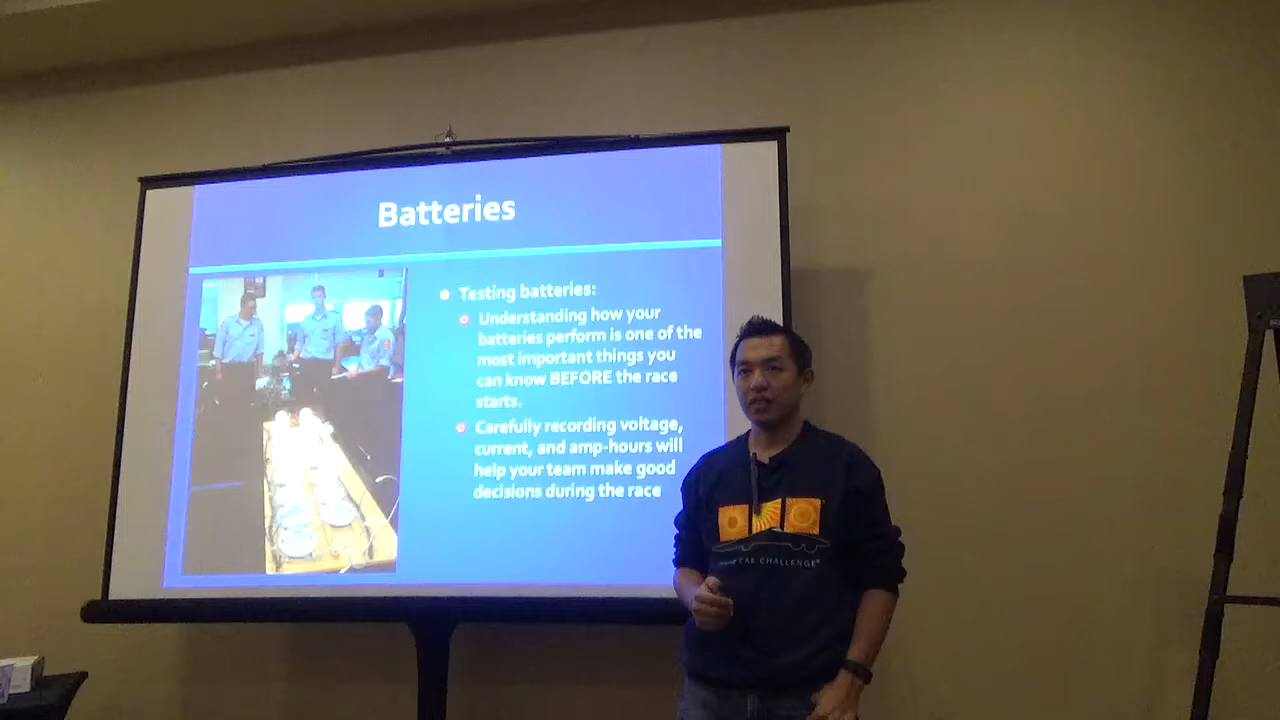 Batteries
Testing batteries:
Understanding how your
batteries perform is one of the
most important things you
can know BEFORE the race
starts.
Carefully recording voltage,
current, and amp-hours will
help your team make good
decisions during the race
CAR CHALLENGE